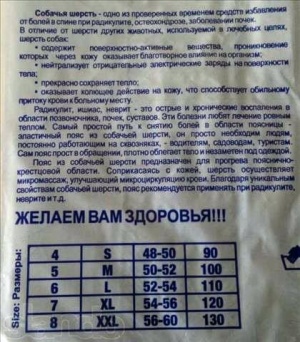 Собачья шерсть - одно из проверенных временем средств избавления
от болей в спине при радикулите, остеохондрозе, заболевании почек.
В отличие от шерсти других животных, используемой в лечебных целях,
шерсть собак:
• содержит поверхностно-активные вещества, проникновение
которых через кожу оказывает благотворное влияние на организм;
• нейтрализует отрицательные электрические заряды на поверхности
тела;
• прекрасно сохраняет тепло;
• оказывает колющее действие на кожу, что способствует обильному
притоку крови к больному месту.
Радикулит, ишиас, неврит - это острые и хронические воспаления в
области позвоночника, почек, суставов. Эти болезни любят лечение ровным
теплом. Самый простой путь к снятию болей в области поясницы -
эластичный пояс из собачьей шерсти, он просто необходим людям,
постоянно работающим на сквозняках - водителям, садоводам, туристам.
Сам пояс прост в обращении, плотно облегает тело и незаметен под одеждой.
Пояс из собачьей шерсти предназначен для прогрева пояснично-
крестцовой области. Соприкасаясь с кожей, шерсть осуществляет
микромассаж, улучшающий микроциркуляцию крови. Благодаря уникальным
свойствам собачьей шерсти, пояс рекомендуется применять при радикулите,
неврите и т.д.
ЖЕЛАЕМ ВАМ ЗДОРОВЬЯ!!!
Size: Размеры:
4 S 48-50 90
5 M 50-52 100
6 L 52-54 110
7 XL 54-56 120
8 XXL 56-60 130